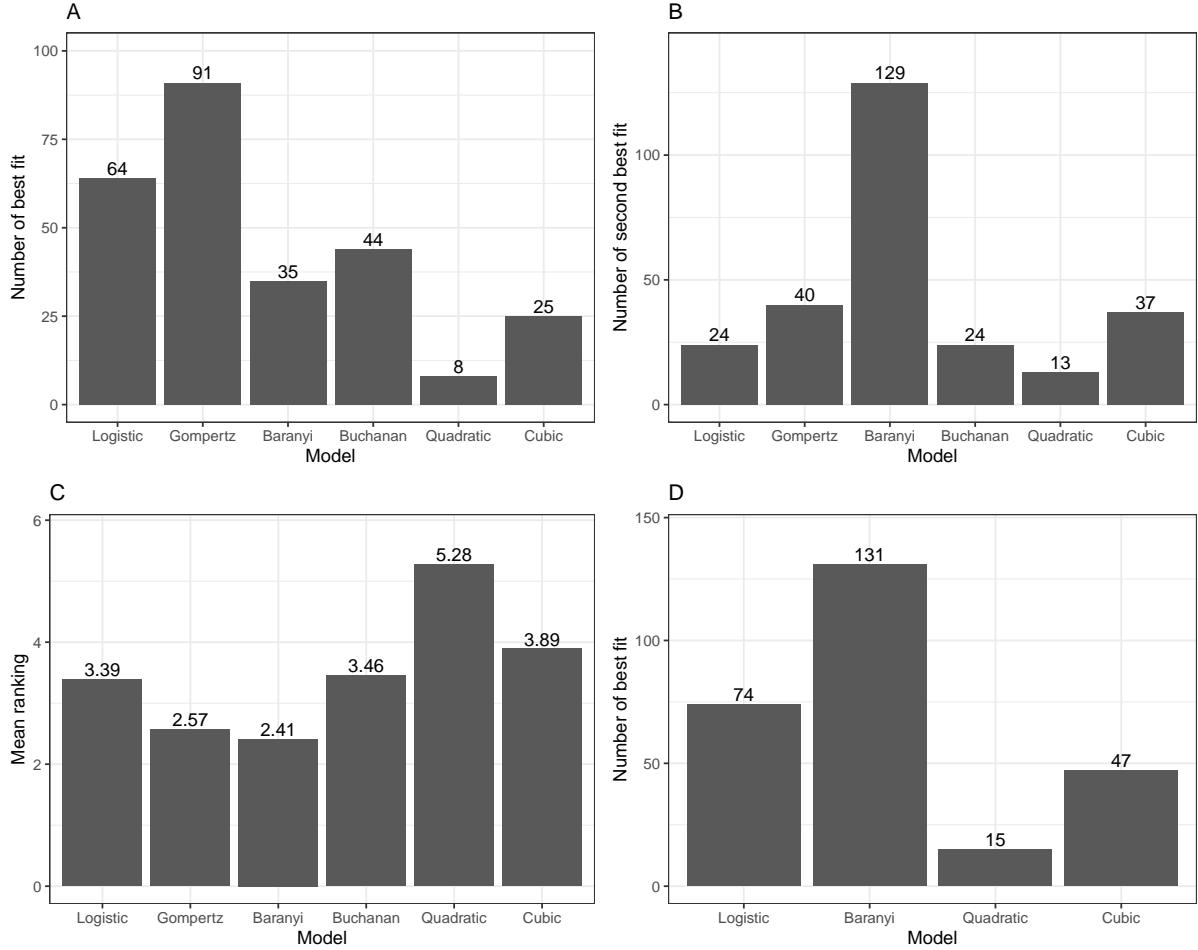 A
Number of best fit
100
75
50
25
0
64
91
35
44
8
25
Logistic Gompertz Baranyi Buchanan Quadratic Cubic
Model
B
Number of second best fit
100
50
0
24
40
129
24
13
37
Logistic Gompertz Baranyi Buchanan Quadratic Cubic
Model
C
Mean ranking
6
4
2
0
3.39
2.57
2.41
3.46
5.28
3.89
Logistic Gompertz Baranyi Buchanan Quadratic Cubic
Model
D
Number of best fit
150
100
50
0
74
131
15
47
Logistic Baranyi Quadratic Cubic
Model